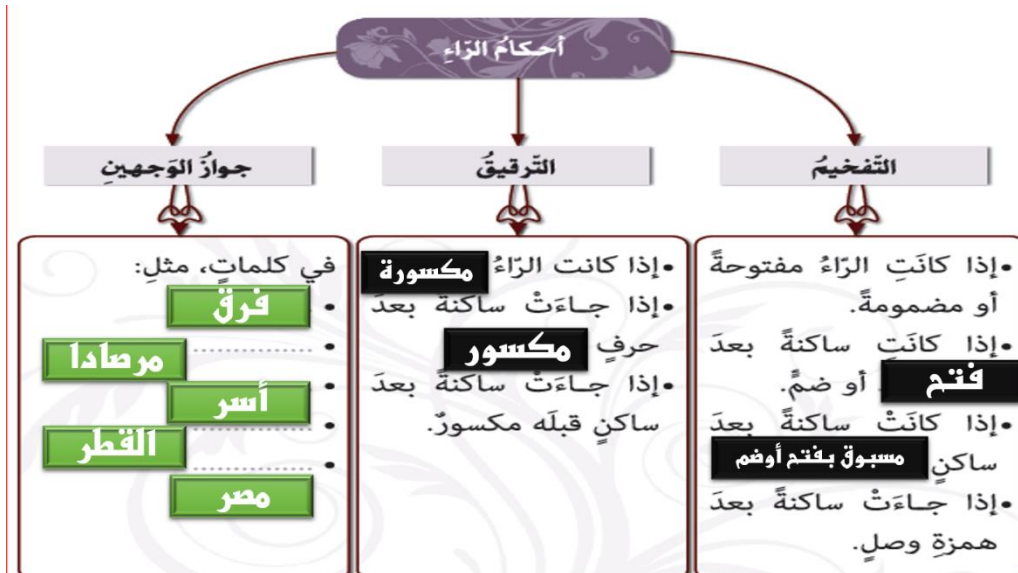 أحكامُ الرّاءِ
التّفخيمُ
التّرقيقُ
جوازُ الوَجهينِ
•إذا كانَتِ الرّاءُ مفتوحةً
أو مضمومةً.
•إذا كانَتِ ساكنةً بعدَ
فتح أو ضمٍّ.
•إذا كانَتْ ساكنةً بعدَ
ساكنٍ مسبوق بفتح أوضم
•إذا جـاءَتْ ساكنةً بعدَ
همزةِ وصلٍ.
•إذا كانت الرّاءُ مكسورة
•إذا جـاءَتْ ساكنةً بعدَ
حرفٍ مكسور
•إذا جـاءَتْ ساكنةً بعدَ
ساكنٍ قبلَه مكسورٌ.
في كلماتٍ، مثلِ:
• فرق
• .............. مرصادا
• أسر
• .............. القطر
• .............. مصر